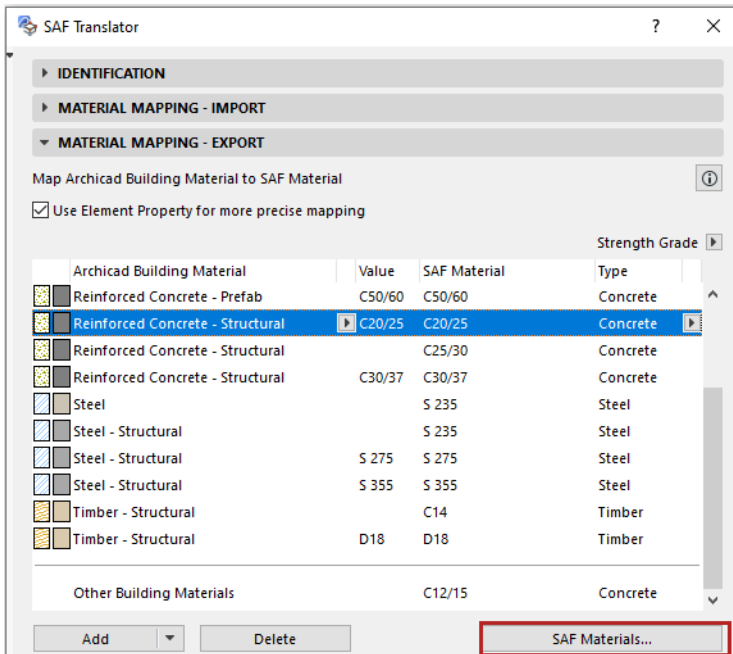 SAF Translator ? ×
IDENTIFICATION
MATERIAL MAPPING - IMPORT
MATERIAL MAPPING - EXPORT
Map Archicad Building Material to SAF Material
Use Element Property for more precise mapping
Strength Grade
Archicad Building Material Value SAF Material Type
Reinforced Concrete - Prefab C50/60 C50/60 Concrete
Reinforced Concrete - Structural C20/25 C20/25 Concrete
Reinforced Concrete - Structural C25/30 Concrete
Reinforced Concrete - Structural C30/37 C30/37 Concrete
Steel S 235 Steel
Steel - Structural S 235 Steel
Steel - Structural S 275 S 275 Steel
Steel - Structural S 355 S 355 Steel
Timber - Structural C14 Timber
Timber - Structural D18 D18 Timber
Other Building Materials C12/15 Concrete
Add Delete SAF Materials...